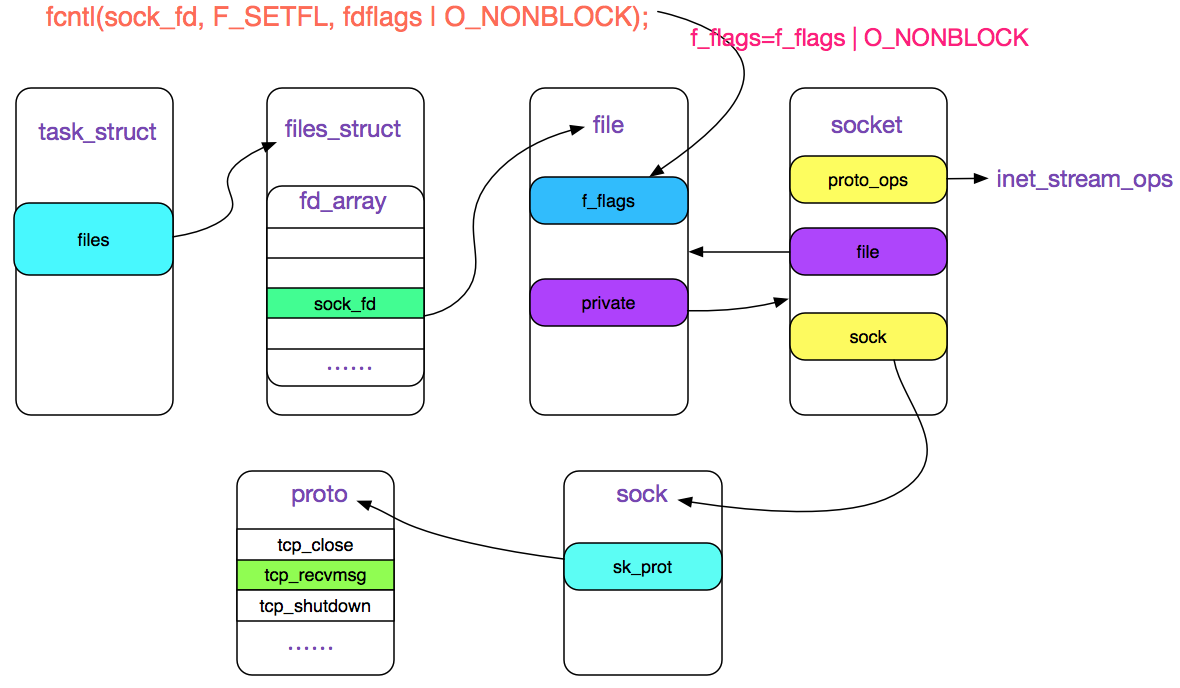 fcntl(sock_fd, F_SETFL, fdflags | O_NONBLOCK);
f_flags=f_flags | O_NONBLOCK
task_struct
files
files_struct
fd_array
sock_fd
······
file
f_flags
private
socket
proto_ops
file
sock
inet_stream_ops
proto
tcp_close
tcp_recvmsg
tcp_shutdown
······
sock
sk_prot